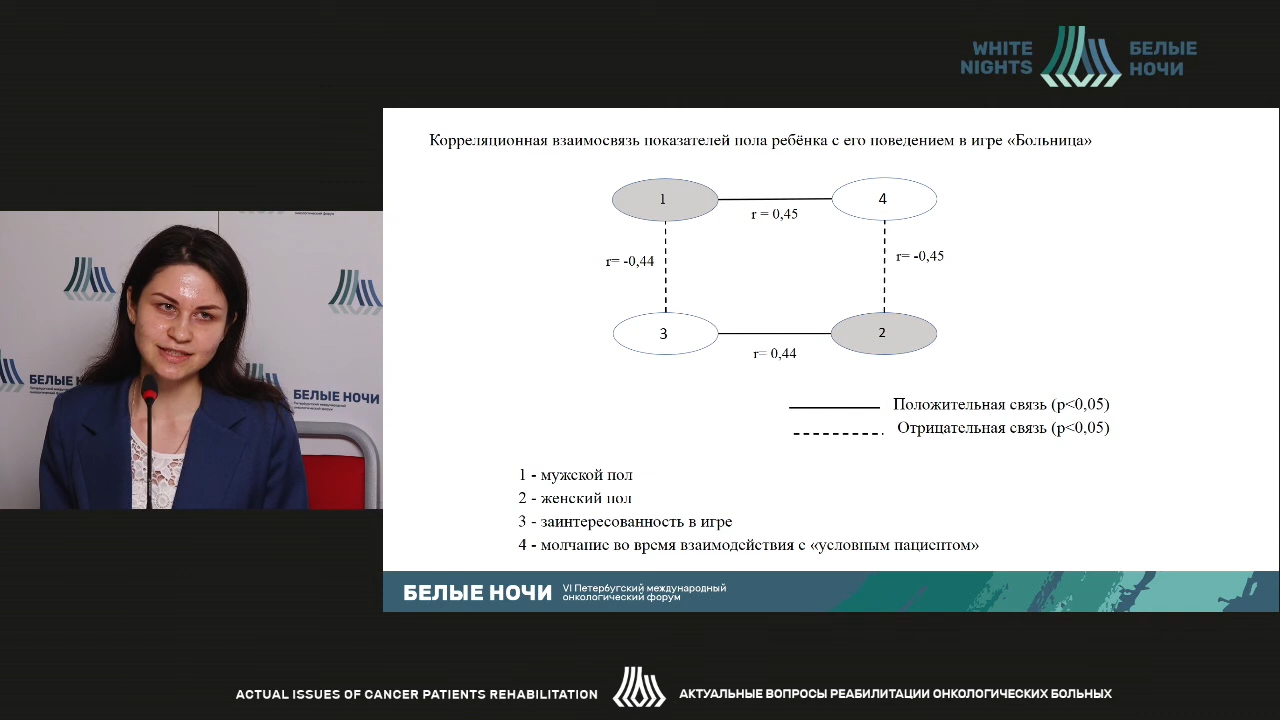 WHITE
NIGHTS
БЕЛЫЕ
НОЧИ
Корреляционная взаимосвязь показателей пола ребёнка с его поведением в игре «Больница»
1
4
r = 0,45
r= -0,44
r= -0,45
3
2
r= 0,44
Положительная связь (p<0,05)
Отрицательная связь (p<0,05)
1 - мужской пол
2 - женский пол
3 - заинтересованность в игре
4 - молчание во время взаимодействия с «условным пациентом»
БЕЛЫЕ НОЧИ
VI Петербугский международный
онкологический форум
БЕЛЫЕ Н
БЕЛЫЕ НОЧИ
ACTUAL ISSUES OF CANCER PATIENTS REHABILITATION
АКТУАЛЬНЫЕ ВОПРОСЫ РЕАБИЛИТАЦИИ ОНКОЛОГИЧЕСКИХ БОЛЬНЫХ